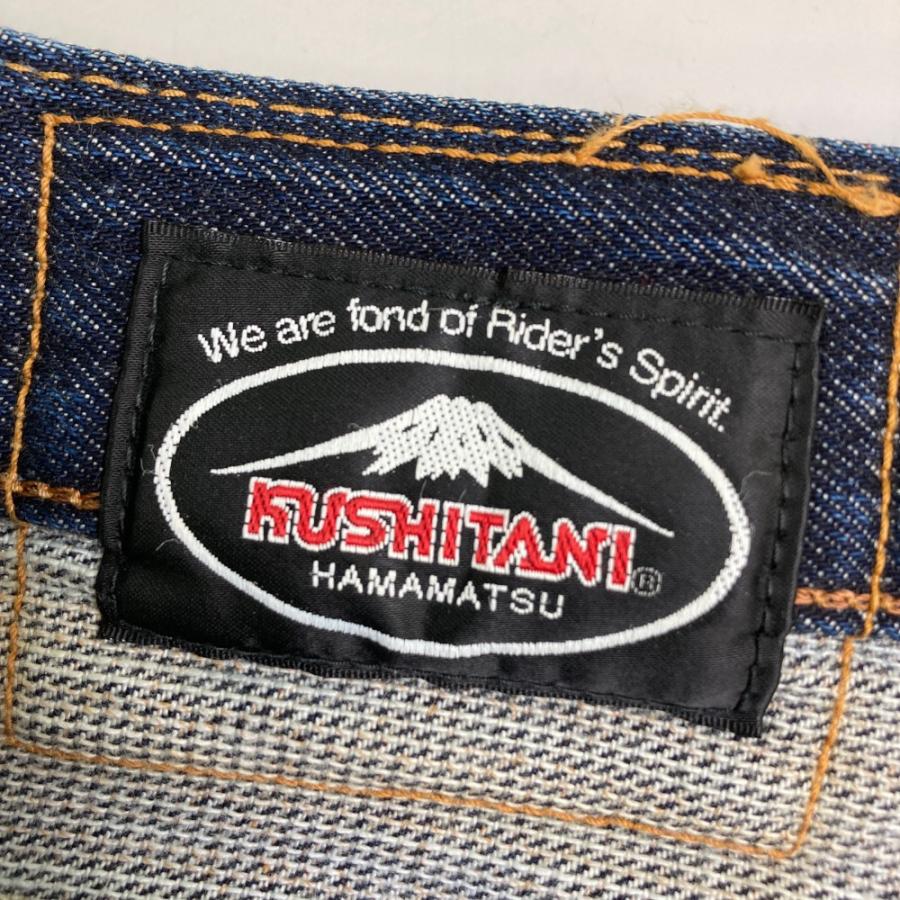 We are fond of Rider's Spirit.
KUSHITANI®
HAMAMATSU